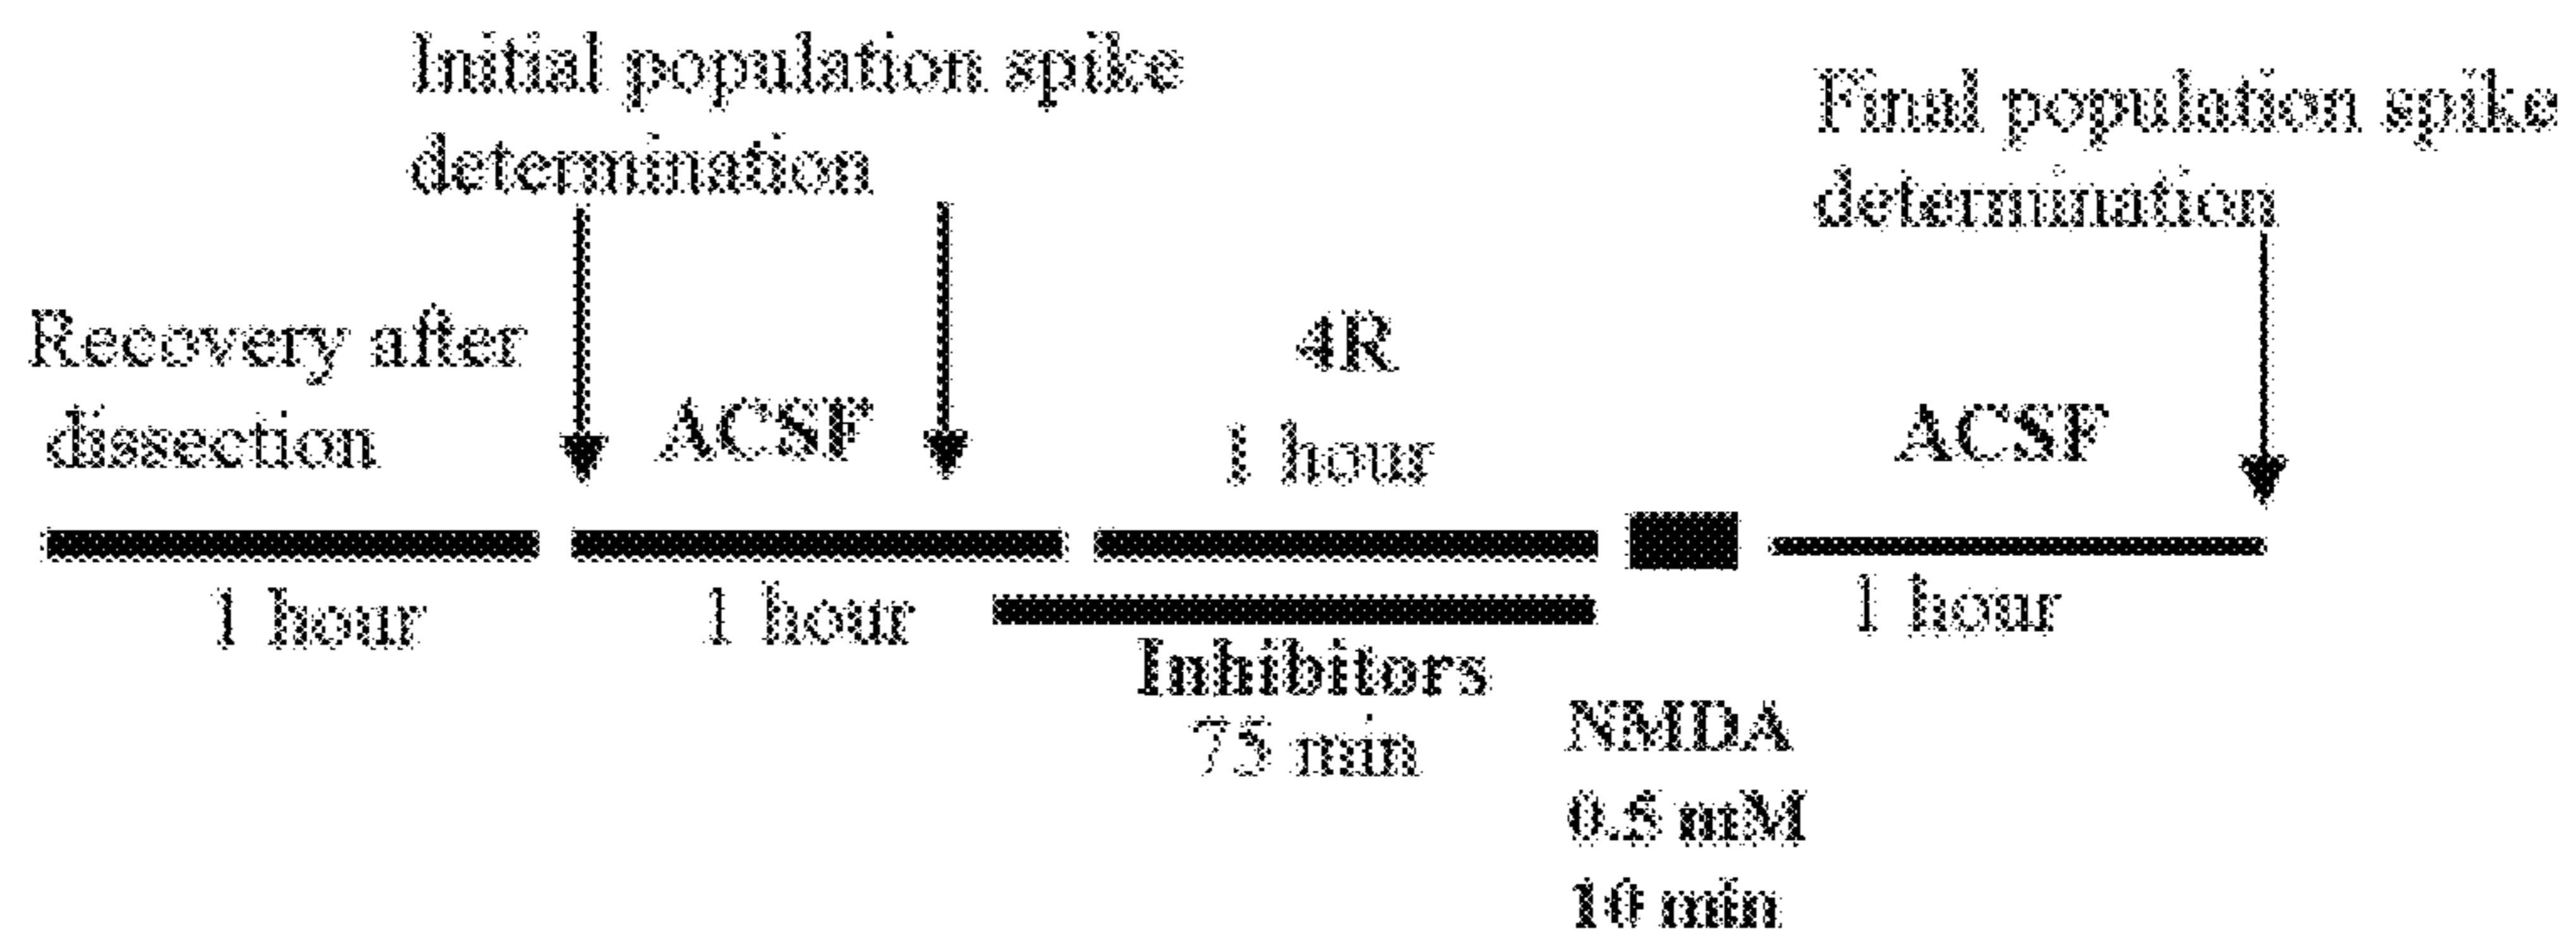 Initial population spike
determination
Final population spike
determination
Recovery after
dissection
ACSF
4R
1 hour
ACSF
1 hour
1 hour
1 hour
Inhibitors
75 min
NMDA
0.5 mM
10 min